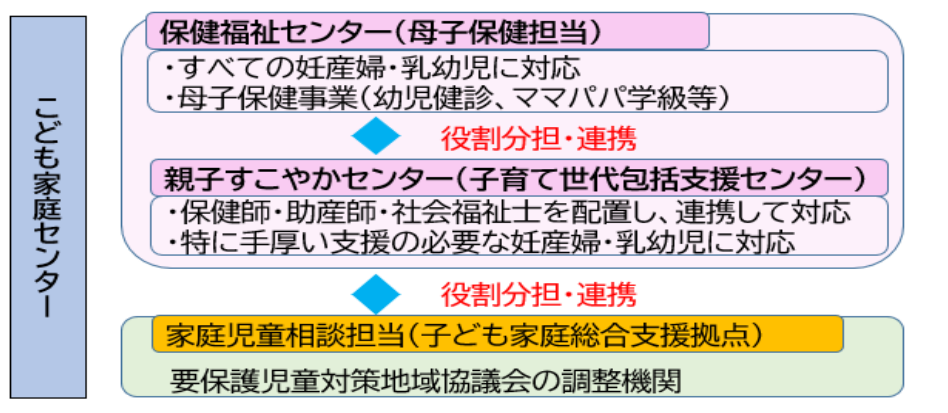 こども家庭センター
保健福祉センター(母子保健担当)
・すべての妊産婦・乳幼児に対応
・母子保健事業(幼児健診、ママパパ学級等)
役割分担・連携
親子すこやかセンター(子育て世代包括支援センター)
・保健師・助産師・社会福祉士を配置し、連携して対応
・特に手厚い支援の必要な妊産婦・乳幼児に対応
役割分担・連携
家庭児童相談担当(子ども家庭総合支援拠点)
要保護児童対策地域協議会の調整機関